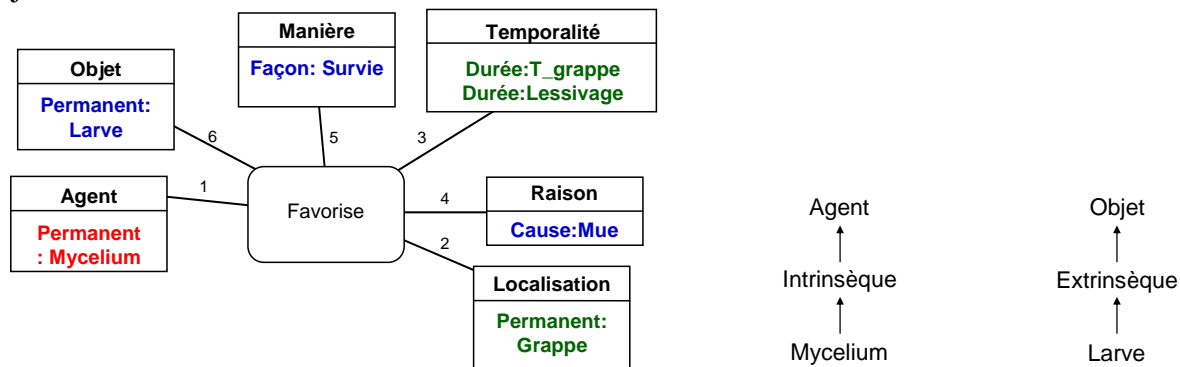 Manière
Façon: Survie
Temporalité
Durée:T_grappe
Durée:Lessivage
Objet
Permanent:
Larve
6
5
3
Agent
Permanent
: Mycelium
1
Favorise
4
Raison
Cause:Mue
2
Localisation
Permanent:
Grappe
Agent
Intrinsèque
Mycelium
Objet
Extrinsèque
Larve